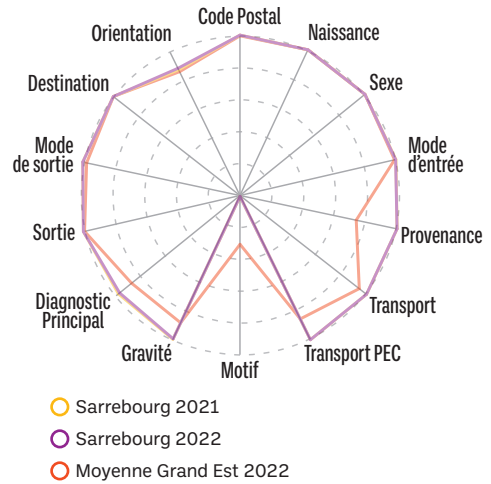 Code Postal
Naissance
Sexe
Mode
d'entrée
Provenance
Transport
Transport PEC
Motif
Gravité
Diagnostic
Principal
Sortie
Mode
de sortie
Destination
Orientation
Sarrebourg 2021
Sarrebourg 2022
Moyenne Grand Est 2022